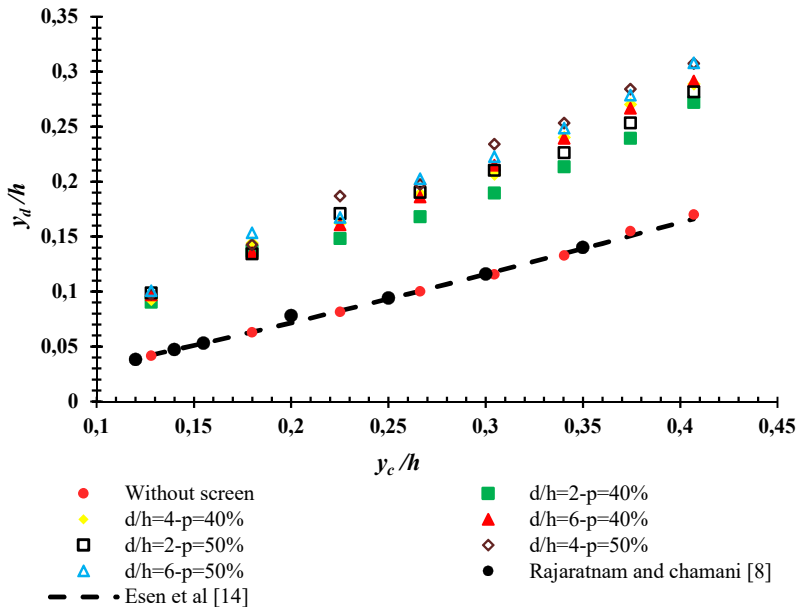 0,35
0,3
0,25
0,2
0,15
0,1
0,05
0
y_d /h
0,1 0,15 0,2 0,25 0,3 0,35 0,4 0,45
y_c /h
Without screen d/h=2-p=40%
d/h=4-p=40% d/h=6-p=40%
d/h=2-p=50% d/h=4-p=50%
d/h=6-p=50% Rajaratnam and chamani [8]
Esen et al [14]